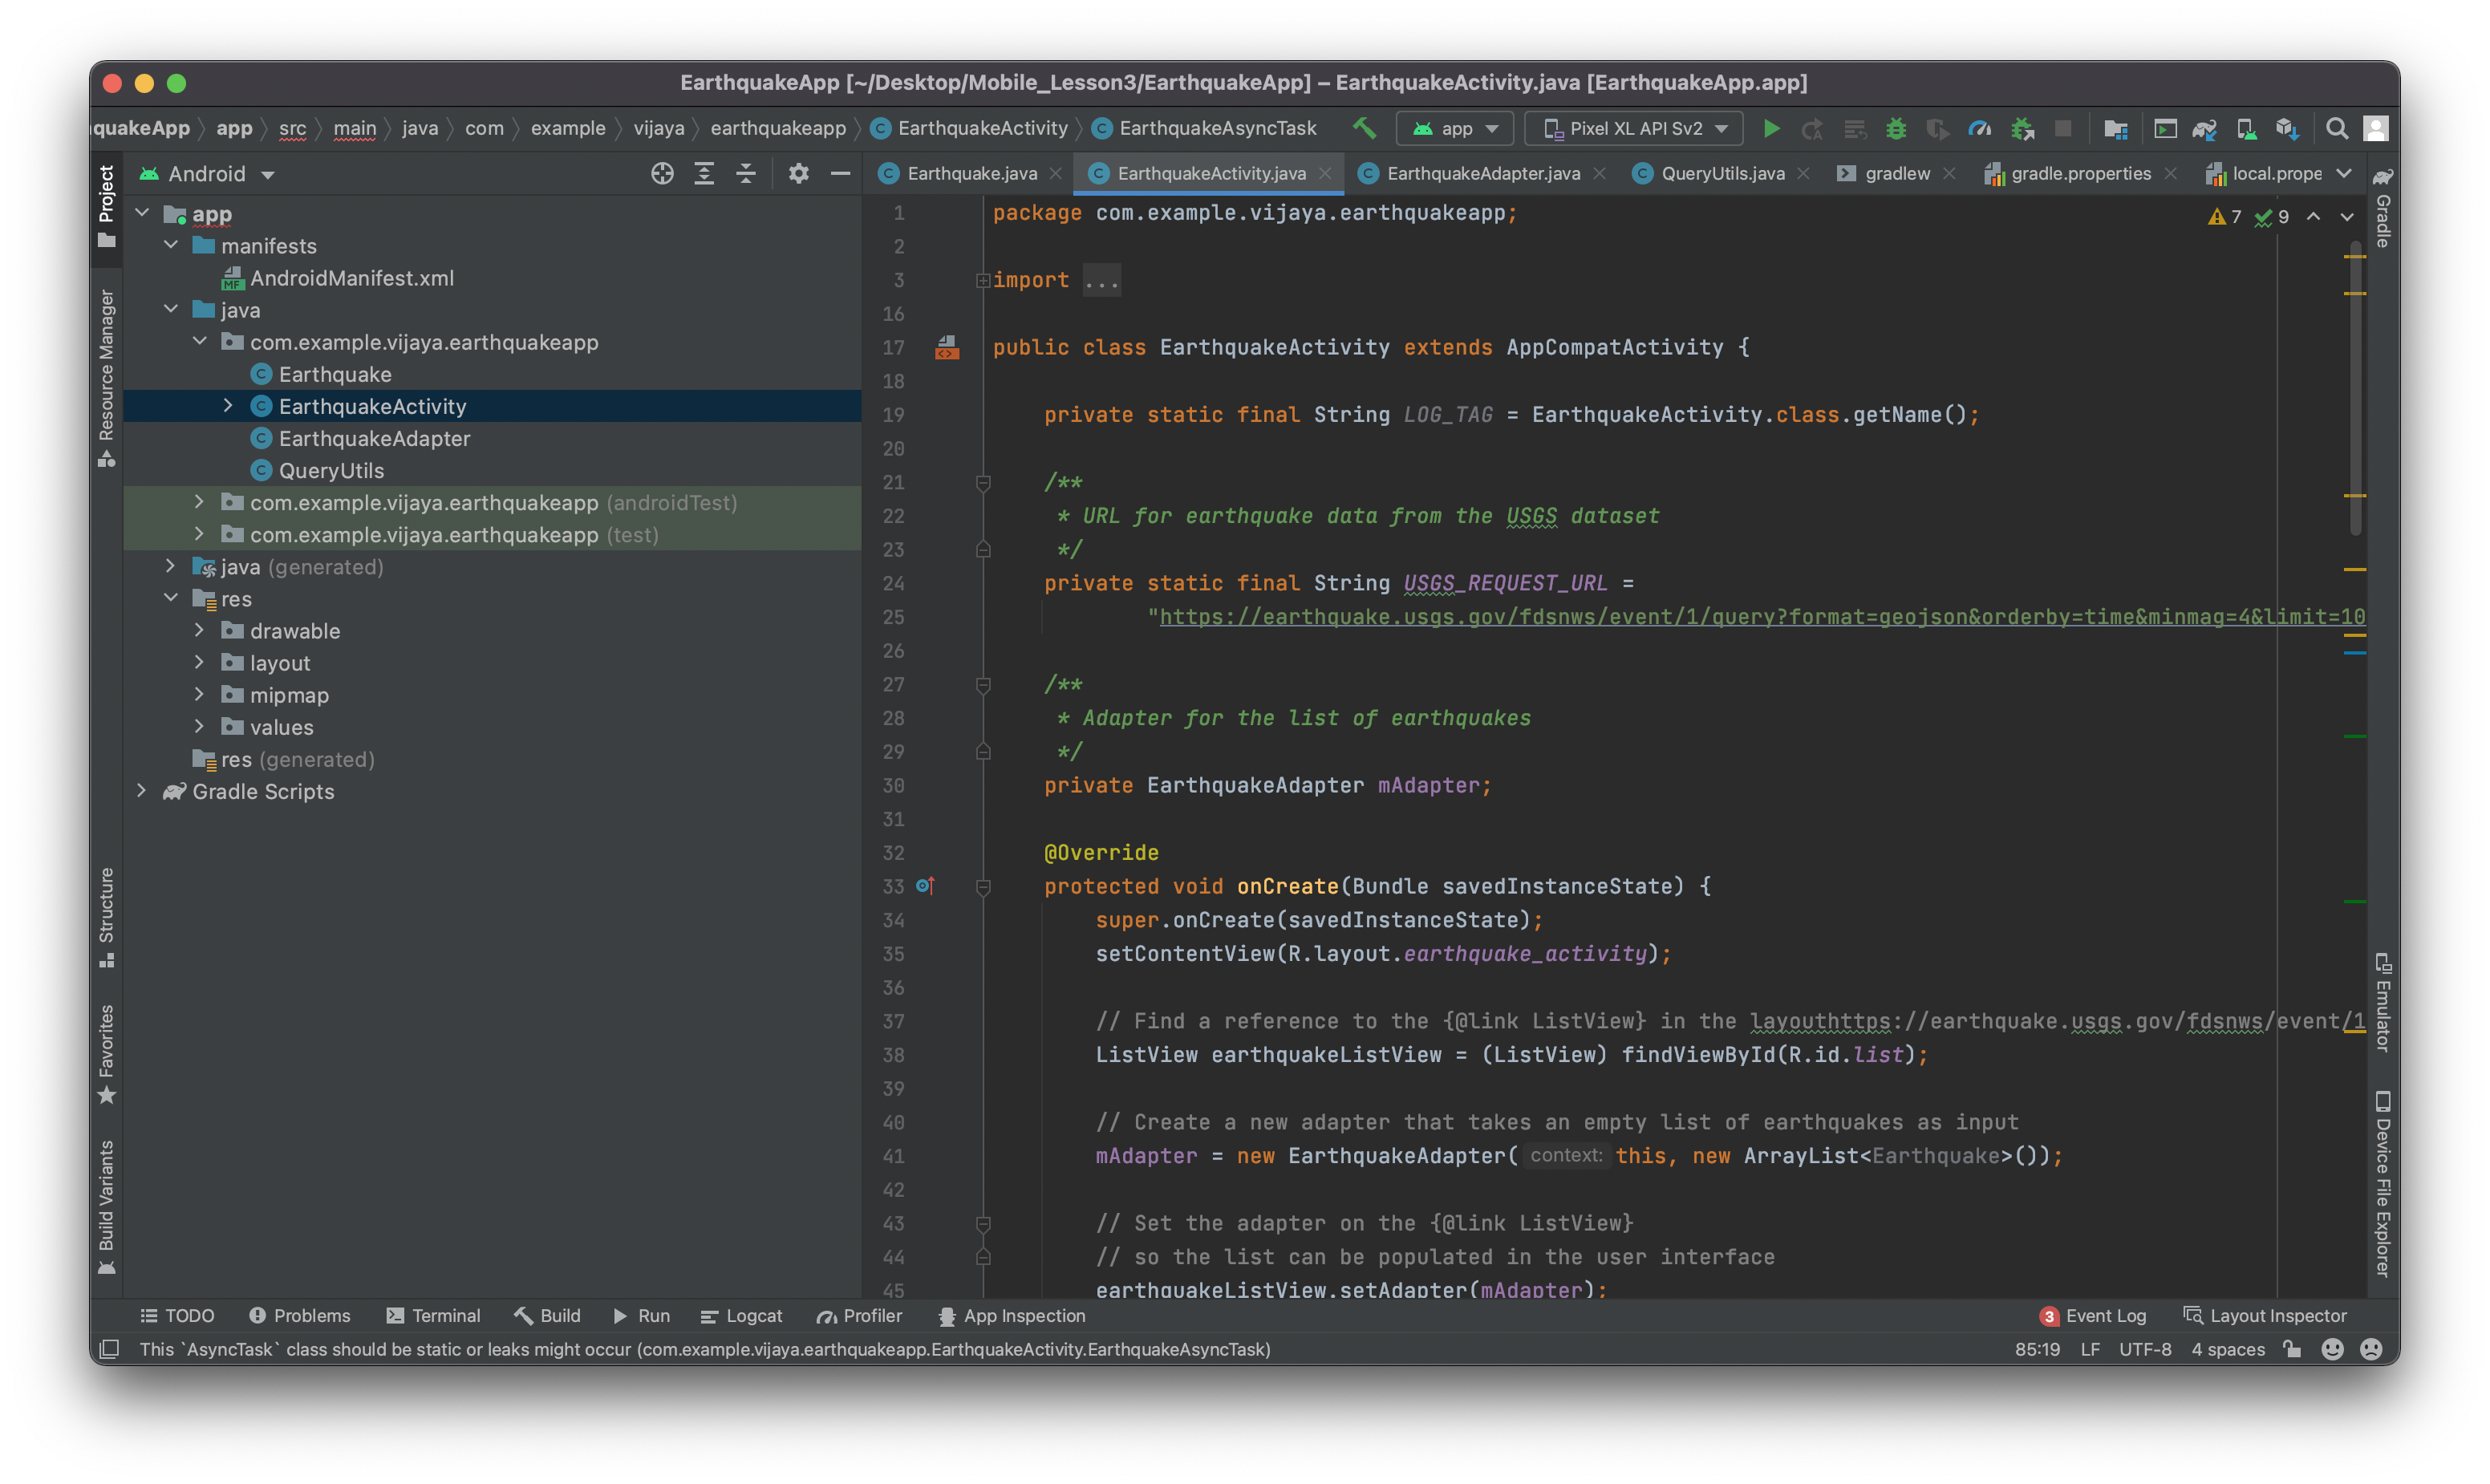 EarthquakeApp [~/Desktop/Mobile_Lesson3/EarthquakeApp] – EarthquakeActivity.java [EarthquakeApp.app]
quakeApp app src main java com example vijaya earthquakeapp EarthquakeActivity EarthquakeAsyncTask app Pixel XL API Sv2
Project
Resource Manager
Structure
Favorites
Build Variants
Android
app
manifests
AndroidManifest.xml
java
com.example.vijaya.earthquakeapp
Earthquake
EarthquakeActivity
EarthquakeAdapter
QueryUtils
com.example.vijaya.earthquakeapp (androidTest)
com.example.vijaya.earthquakeapp (test)
java (generated)
res
drawable
layout
mipmap
values
res (generated)
Gradle Scripts
Earthquake.java EarthquakeActivity.java EarthquakeAdapter.java QueryUtils.java gradlew gradle.properties local.prope
7 9
1 package com.example.vijaya.earthquakeapp;
2
3 import ...
16
17 public class EarthquakeActivity extends AppCompatActivity {
18
19 private static final String LOG_TAG = EarthquakeActivity.class.getName();
20
21 /**
22 * URL for earthquake data from the USGS dataset
23 */
24 private static final String USGS_REQUEST_URL =
25 "https://earthquake.usgs.gov/fdsnws/event/1/query?format=geojson&orderby=time&minmag=4&limit=10
26
27 /**
28 * Adapter for the list of earthquakes
29 */
30 private EarthquakeAdapter mAdapter;
31
32 @Override
33 protected void onCreate(Bundle savedInstanceState) {
34 super.onCreate(savedInstanceState);
35 setContentView(R.layout.earthquake_activity);
36
37 // Find a reference to the {@link ListView} in the layouthttps://earthquake.usgs.gov/fdsnws/event/1
38 ListView earthquakeListView = (ListView) findViewById(R.id.list);
39
40 // Create a new adapter that takes an empty list of earthquakes as input
41 mAdapter = new EarthquakeAdapter( context: this, new ArrayList<Earthquake>());
42
43 // Set the adapter on the {@link ListView}
44 // so the list can be populated in the user interface
45 earthquakeListView.setAdapter(mAdapter);
Gradle
Emulator
Device File Explorer
TODO Problems Terminal Build Run Logcat Profiler App Inspection 3 Event Log Layout Inspector
This `AsyncTask` class should be static or leaks might occur (com.example.vijaya.earthquakeapp.EarthquakeActivity.EarthquakeAsyncTask) 85:19 LF UTF-8 4 spaces